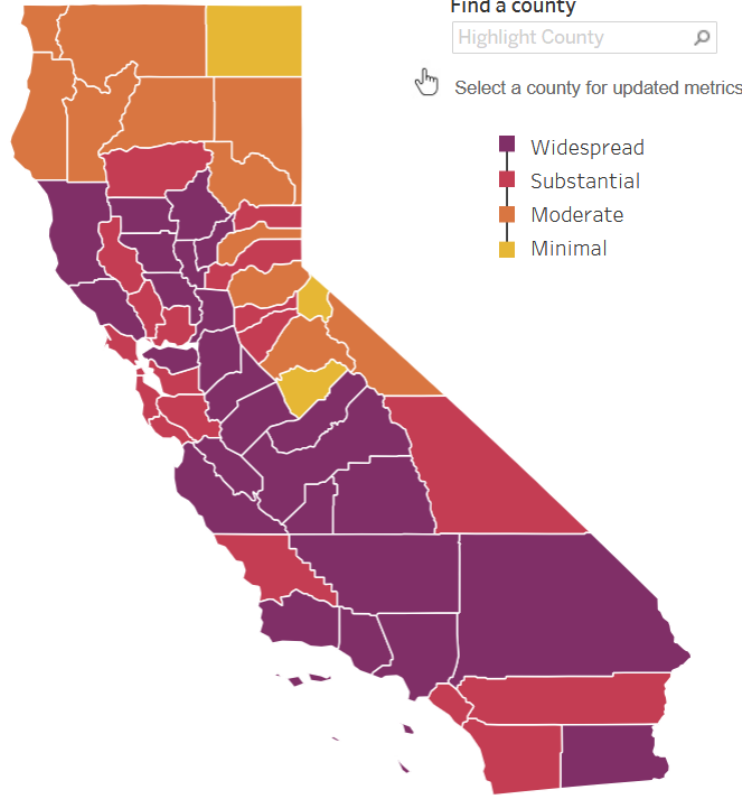 Find a county
Highlight County
Select a county for updated metrics
Widespread
Substantial
Moderate
Minimal